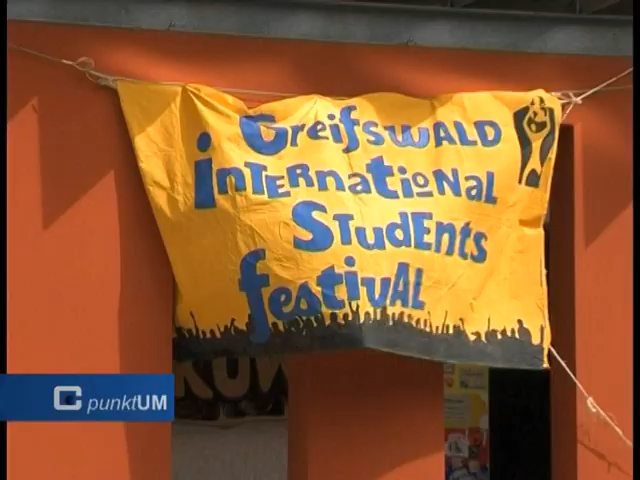 GreifswALD
inTERnatioNal
STudENts
festivAL
C punktUM